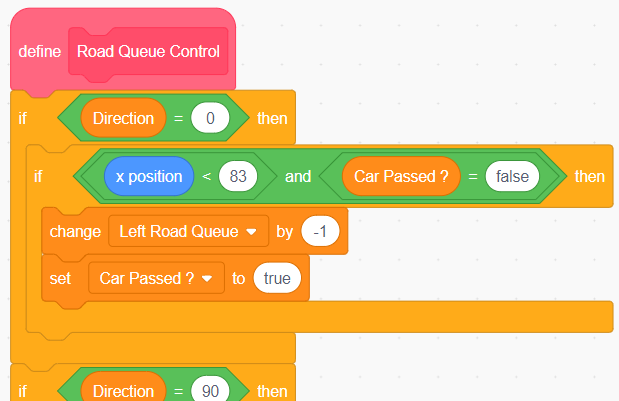 define Road Queue Control
if Direction = 0 then
if x position < 83 and Car Passed ? = false then
change Left Road Queue by -1
set Car Passed ? to true
if Direction = 90 then